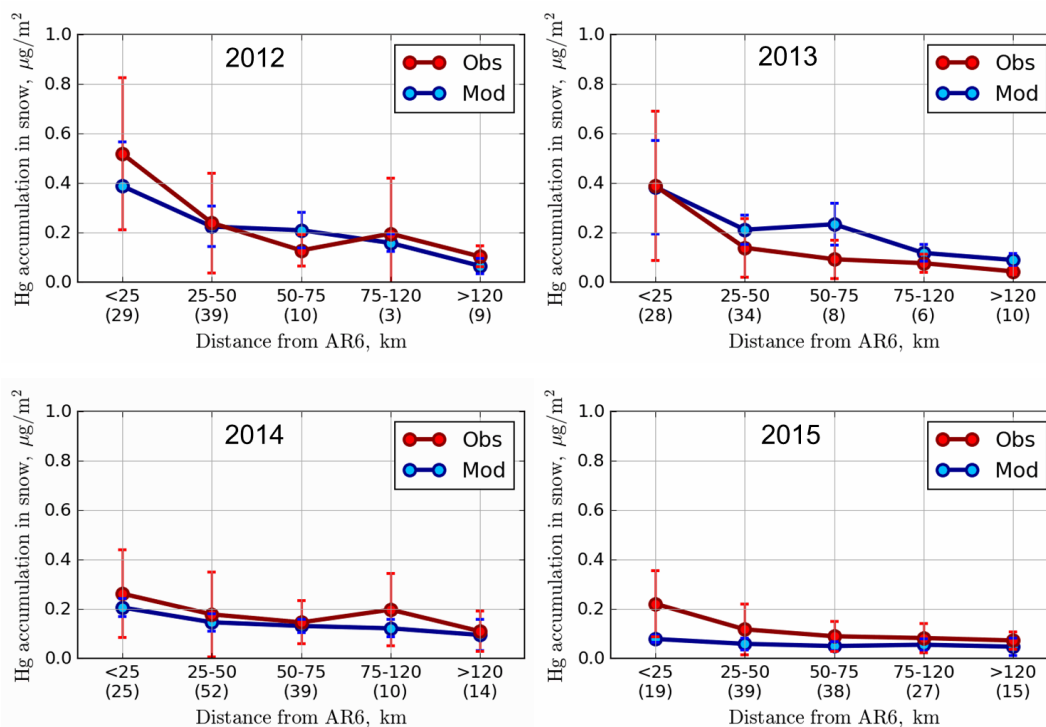 Hg accumulation in snow, μg/m²
1.0
0.8
0.6
0.4
0.2
0.0
2012
Obs
Mod
<25 25-50 50-75 75-120 >120
(29) (39) (10) (3) (9)
Distance from AR6, km
Hg accumulation in snow, μg/m²
1.0
0.8
0.6
0.4
0.2
0.0
2013
Obs
Mod
<25 25-50 50-75 75-120 >120
(28) (34) (8) (6) (10)
Distance from AR6, km
Hg accumulation in snow, μg/m²
1.0
0.8
0.6
0.4
0.2
0.0
2014
Obs
Mod
<25 25-50 50-75 75-120 >120
(25) (52) (39) (10) (14)
Distance from AR6, km
Hg accumulation in snow, μg/m²
1.0
0.8
0.6
0.4
0.2
0.0
2015
Obs
Mod
<25 25-50 50-75 75-120 >120
(19) (39) (38) (27) (15)
Distance from AR6, km